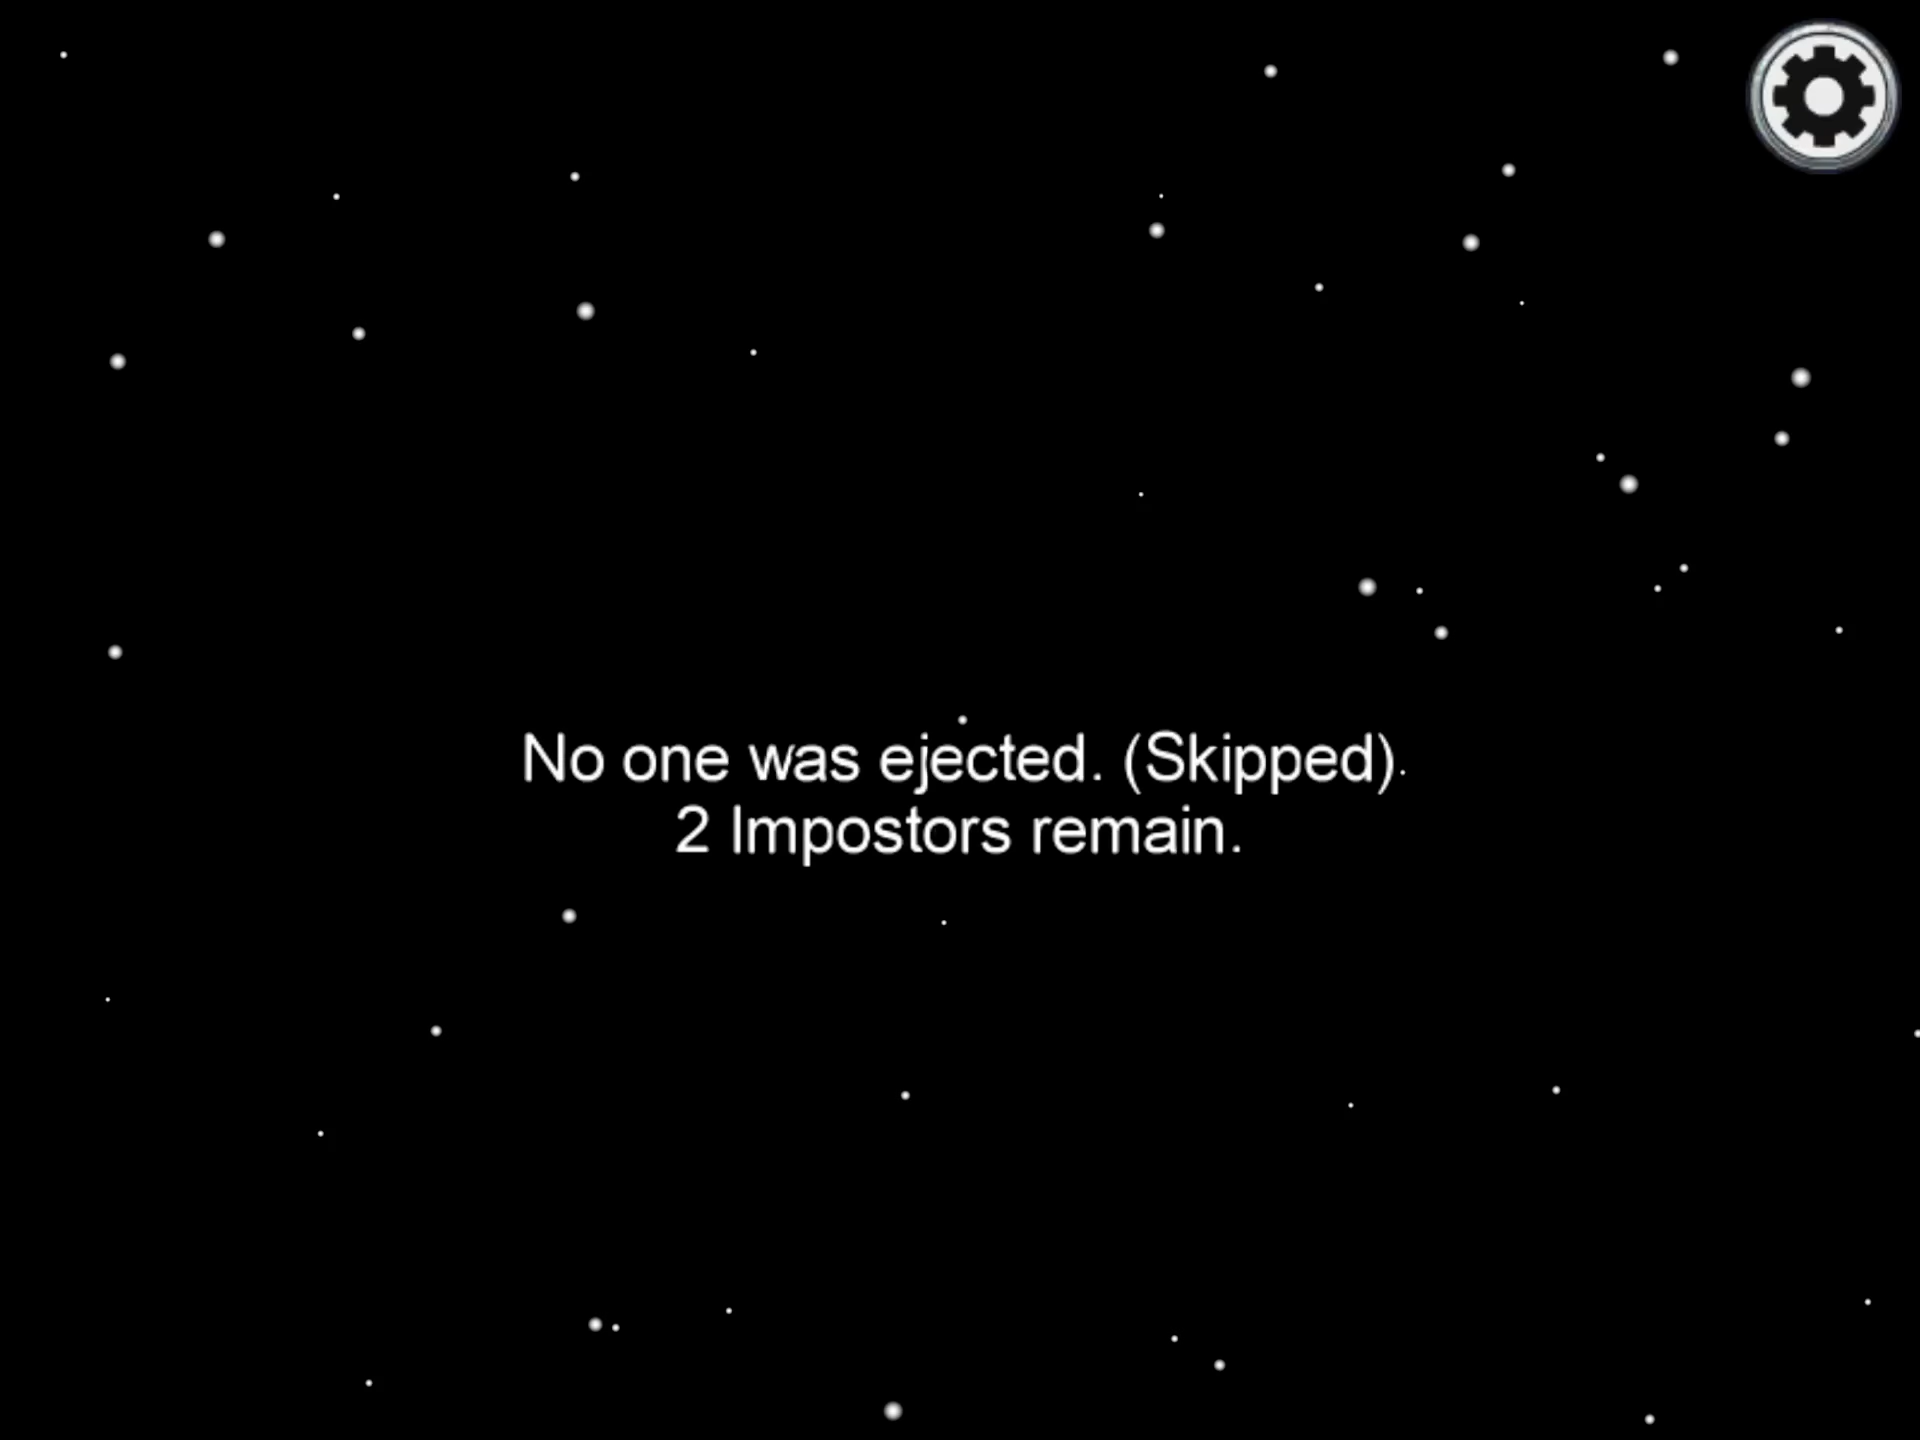 No one was ejected. (Skipped).
2 Impostors remain.